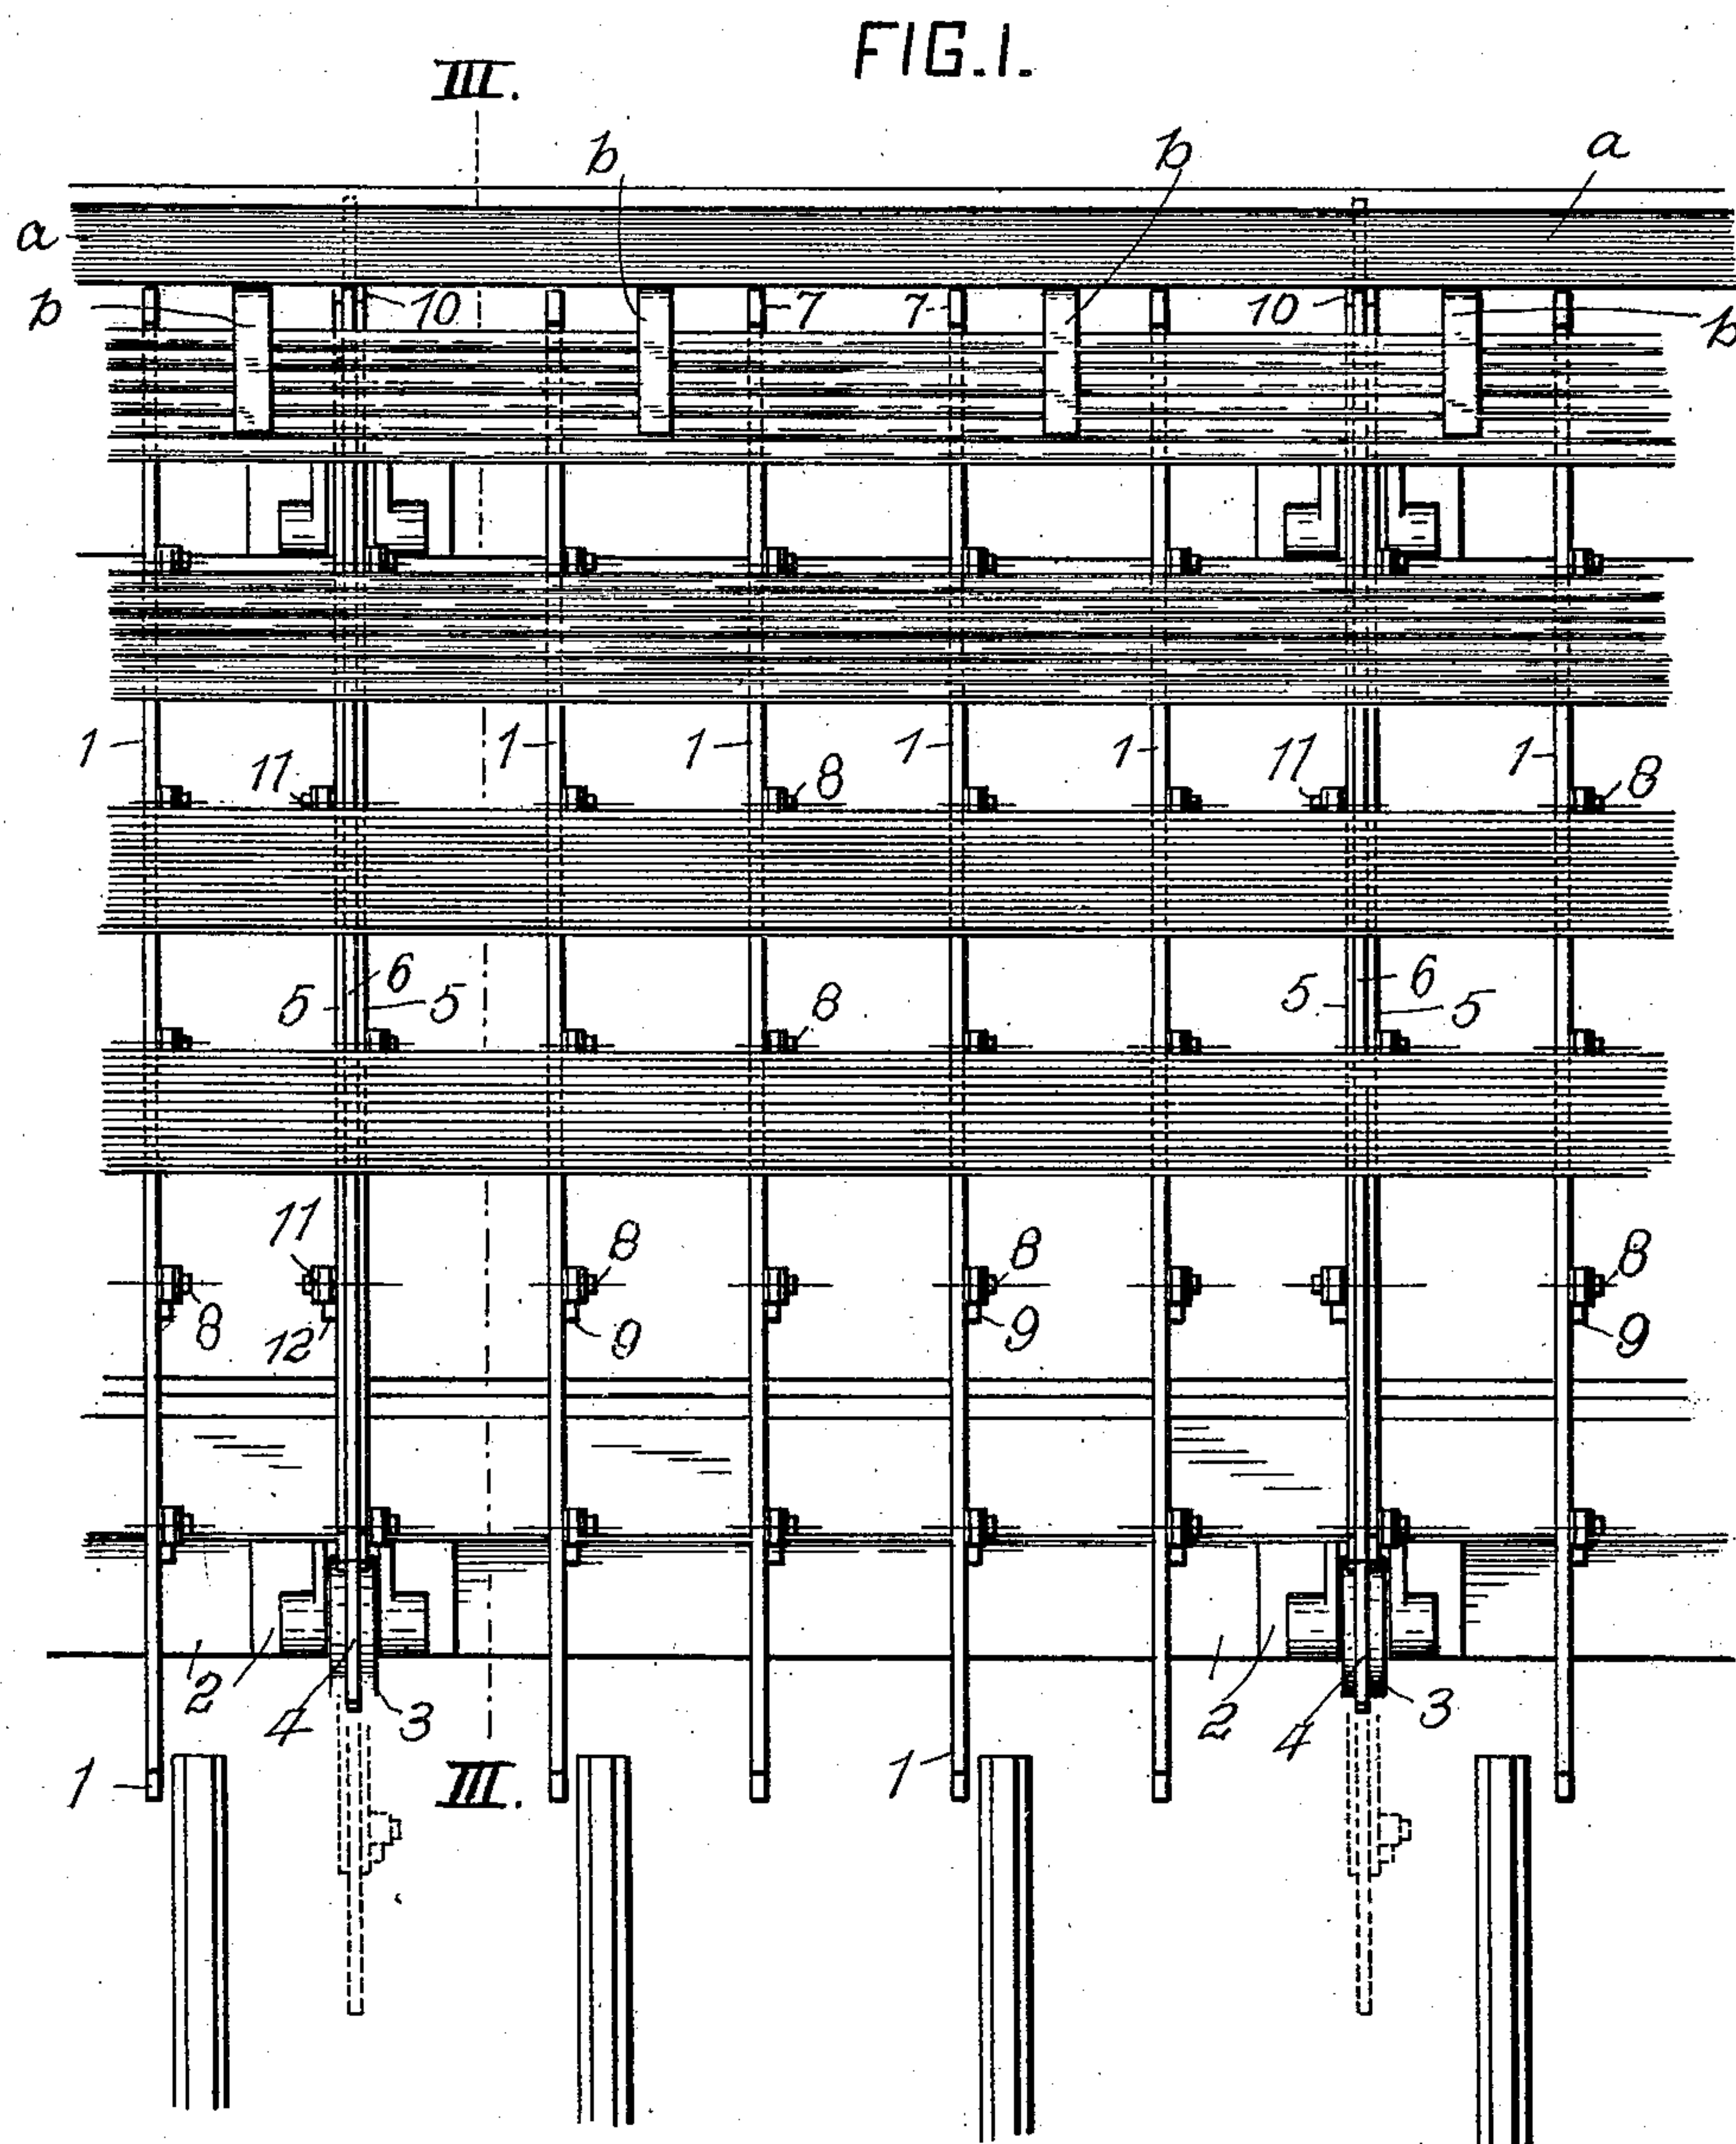 FIG.1.
III.
b b a
a
b 10 7 7 10 b
1 11 1 1 8 1 1 11 1 8
6 6
5 5 8 5 5
11 8 8 8
8 12 9 9 9
2 4 3 2 4 3
1 III. 1